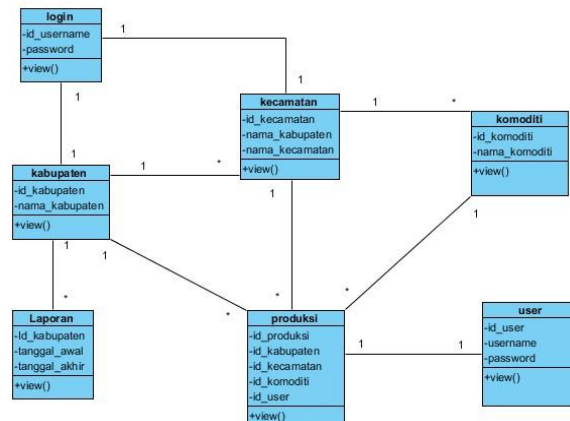 login
-id_username
-password
+view()
1
1
1
1
kecamatan
-id_kecamatan
-nama_kabupaten
-nama_kecamatan
+view()
1
*
komoditi
-id_komoditi
-nama_komoditi
+view()
kabupaten
-id_kabupaten
-nama_kabupaten
+view()
1
*
1
1
1
1
*
*
*
*
Laporan
-Id_kabupaten
-tanggal_awal
-tanggal_akhir
+view()
produksi
-id_produksi
-id_kabupaten
-id_kecamatan
-id_komoditi
-id_user
+view()
1
1
user
-id_user
-username
-password
+view()